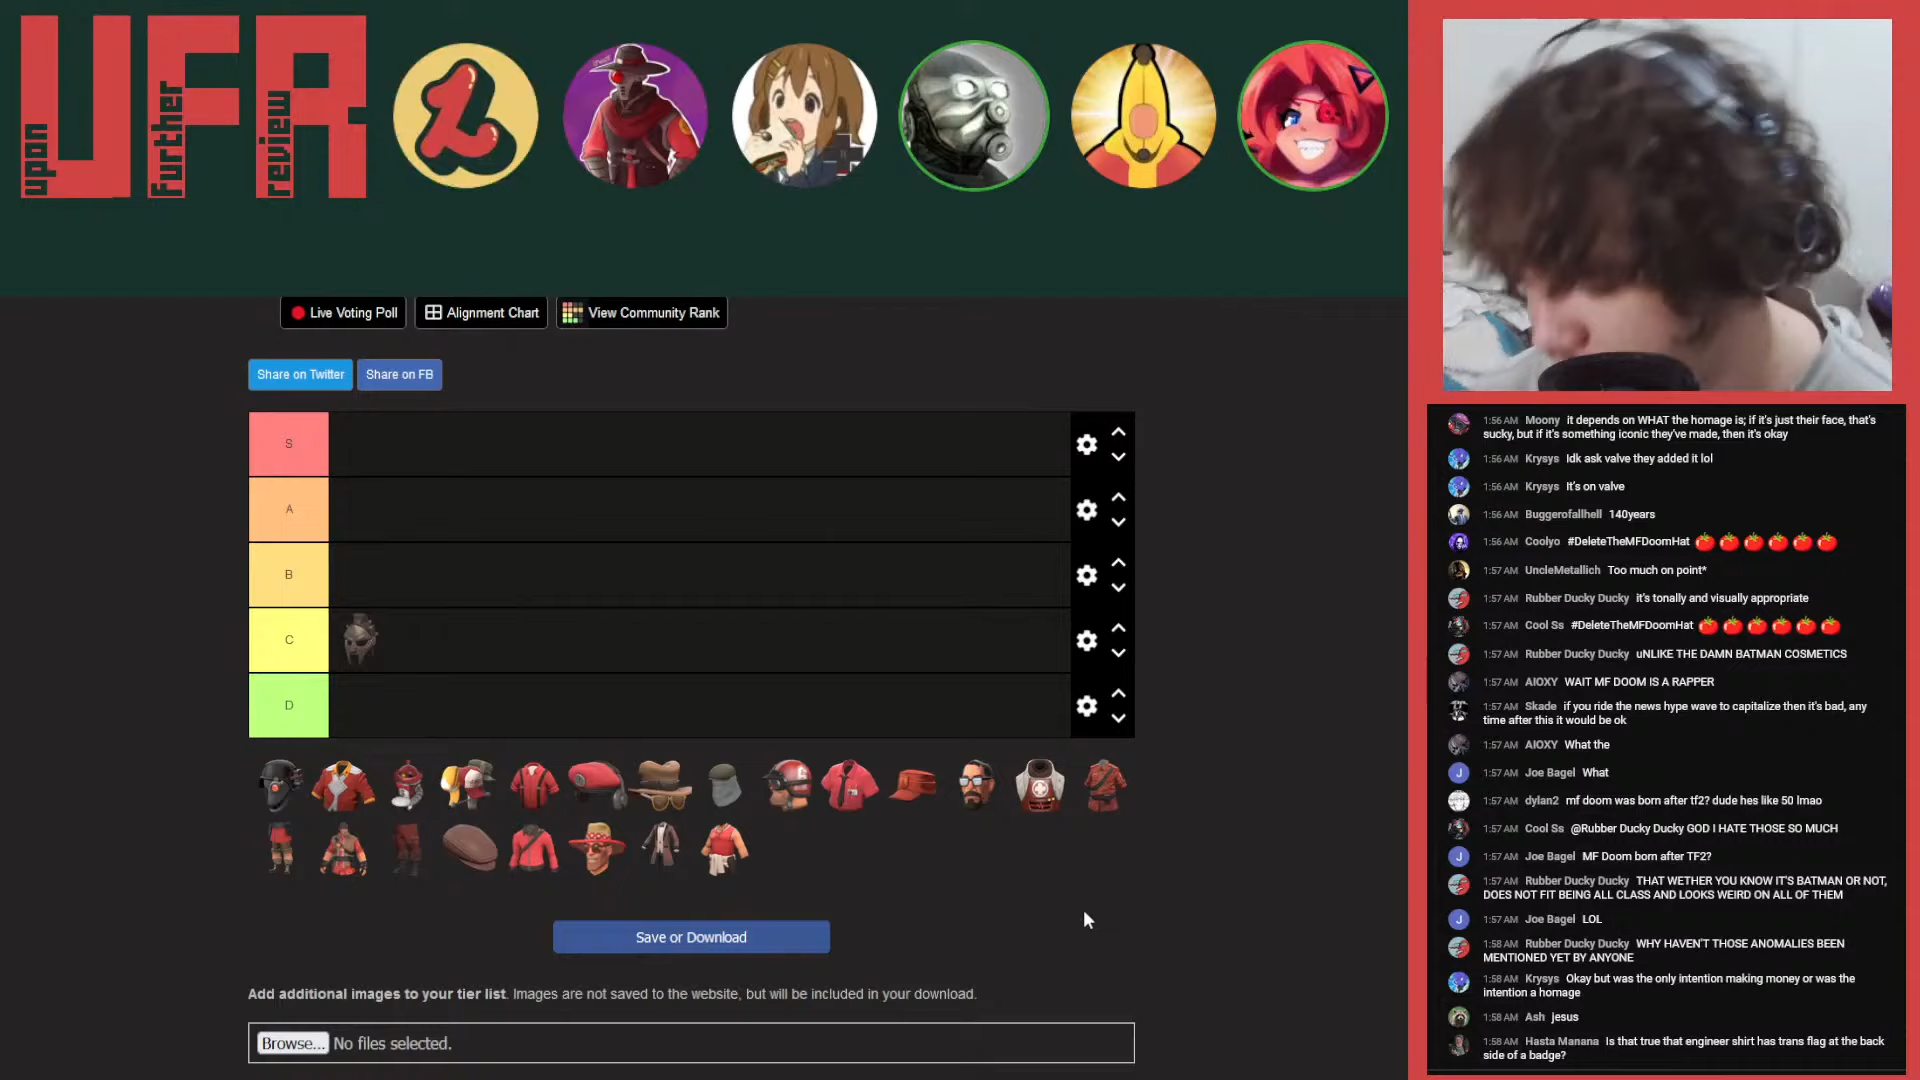 upon
further
review
UFR
Live Voting Poll
Alignment Chart
View Community Rank
Share on Twitter
Share on FB
S
A
B
C
D
Save or Download
Add additional images to your tier list. Images are not saved to the website, but will be included in your download.
Browse... No files selected.
1:56 AM Moony it depends on WHAT the homage is; if it's just their face, that's
sucky, but if it's something iconic they've made, then it's okay
1:56 AM Krysys Idk ask valve they added it lol
1:56 AM Krysys It's on valve
1:56 AM Buggerofallhell 140years
1:56 AM Coolyo #DeleteTheMFDoomHat 🍅🍅🍅🍅🍅🍅
1:57 AM UncleMetallich Too much on point*
1:57 AM Rubber Ducky Ducky it's tonally and visually appropriate
1:57 AM Cool Ss #DeleteTheMFDoomHat 🍅🍅🍅🍅🍅🍅
1:57 AM Rubber Ducky Ducky uNLIKE THE DAMN BATMAN COSMETICS
1:57 AM AIOXY WAIT MF DOOM IS A RAPPER
1:57 AM Skade if you ride the news hype wave to capitalize then it's bad, any
time after this it would be ok
1:57 AM AIOXY What the
J 1:57 AM Joe Bagel What
1:57 AM dylan2 mf doom was born after tf2? dude hes like 50 lmao
1:57 AM Cool Ss @Rubber Ducky Ducky GOD I HATE THOSE SO MUCH
J 1:57 AM Joe Bagel MF Doom born after TF2?
1:57 AM Rubber Ducky Ducky THAT WETHER YOU KNOW IT'S BATMAN OR NOT,
DOES NOT FIT BEING ALL CLASS AND LOOKS WEIRD ON ALL OF THEM
J 1:57 AM Joe Bagel LOL
1:58 AM Rubber Ducky Ducky WHY HAVEN'T THOSE ANOMALIES BEEN
MENTIONED YET BY ANYONE
1:58 AM Krysys Okay but was the only intention making money or was the
intention a homage
1:58 AM Ash jesus
1:58 AM Hasta Manana Is that true that engineer shirt has trans flag at the back
side of a badge?